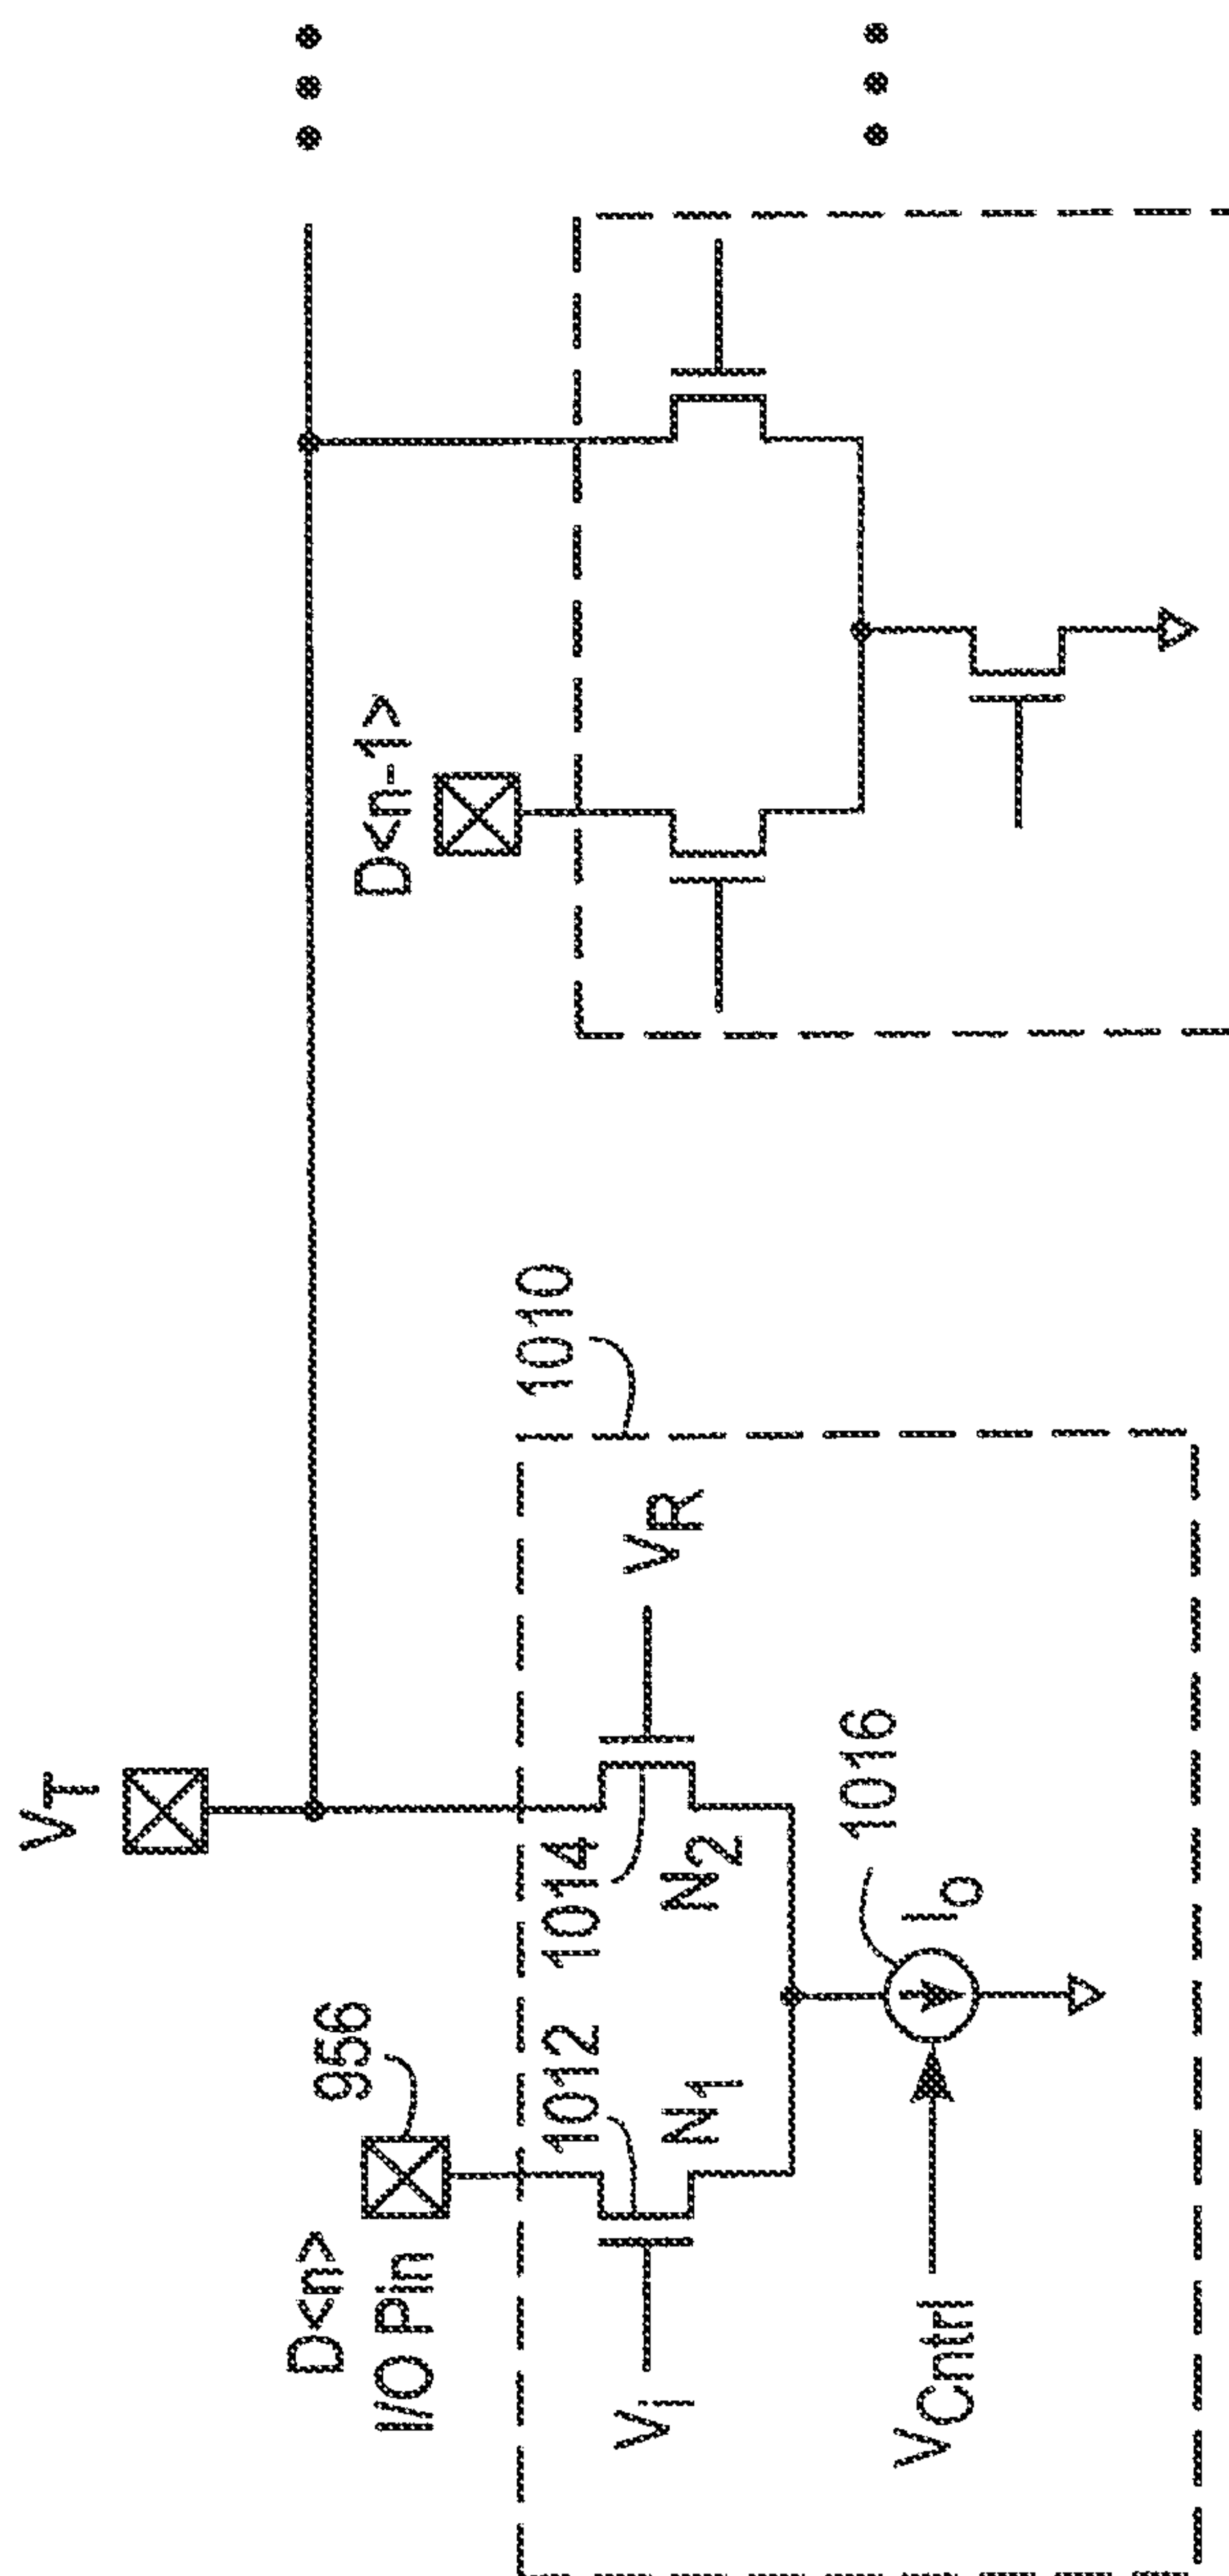 V_T
D<n>
I/O Pin
956
D<n-1>
1010
1012
1014
V_I
N_1
N_2
V_R
1016
V_Cntrl
I_o